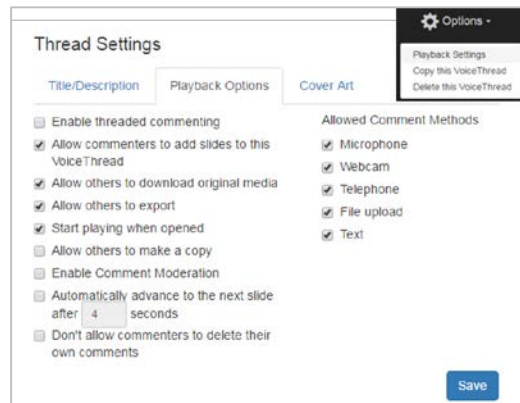 Options
Playback Settings
Copy this VoiceThread
Delete this VoiceThread
Thread Settings
Title/Description
Playback Options
Cover Art
Enable threaded commenting
Allow commenters to add slides to this
VoiceThread
Allow others to download original media
Allow others to export
Start playing when opened
Allow others to make a copy
Enable Comment Moderation
Automatically advance to the next slide
after 4 seconds
Don't allow commenters to delete their
own comments
Allowed Comment Methods
Microphone
Webcam
Telephone
File upload
Text
Save